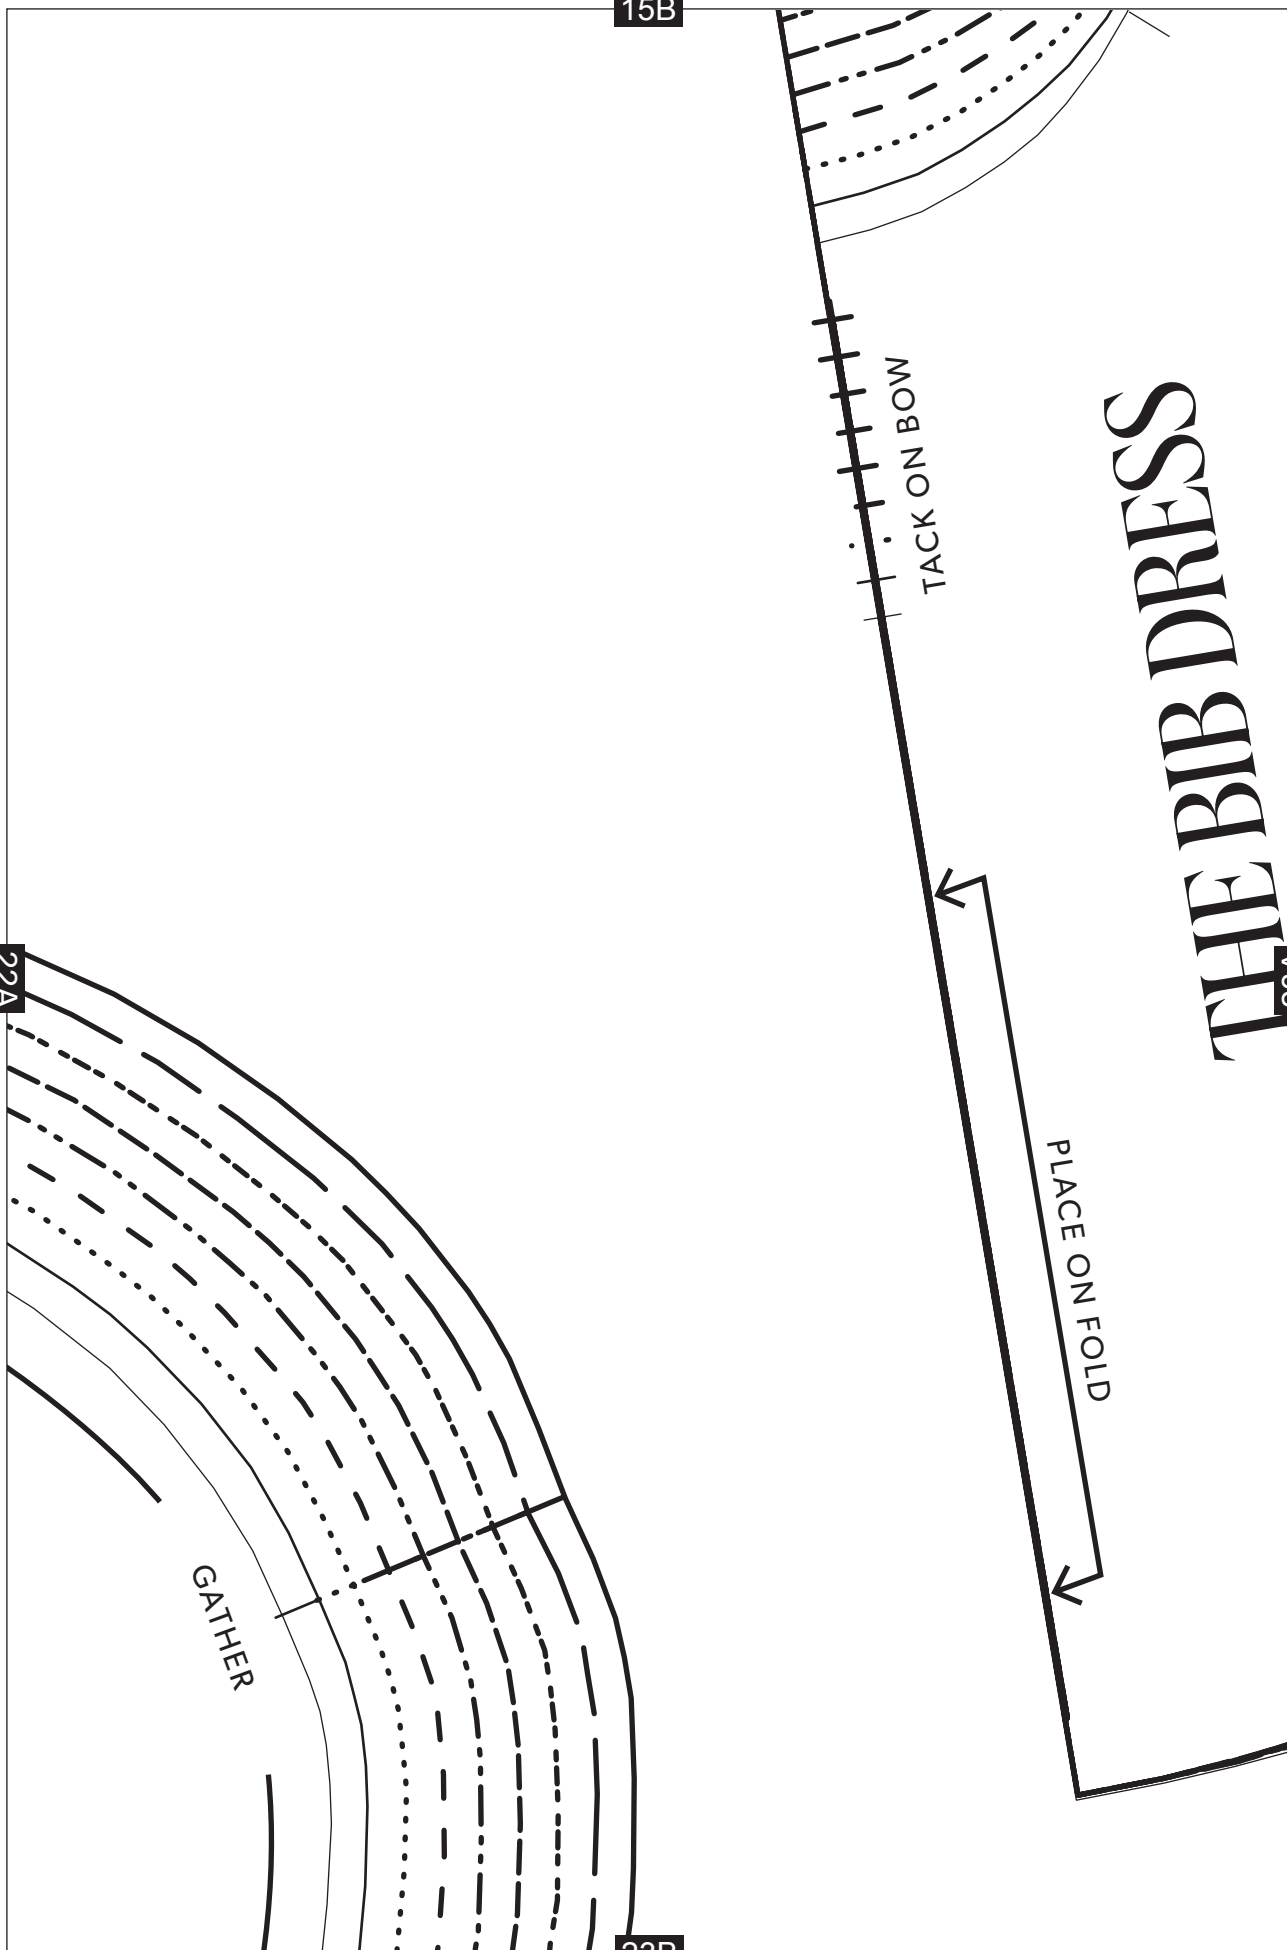 15B
TACK ON BOW
THE BIB DRESS
22A
PLACE ON FOLD
GATHER